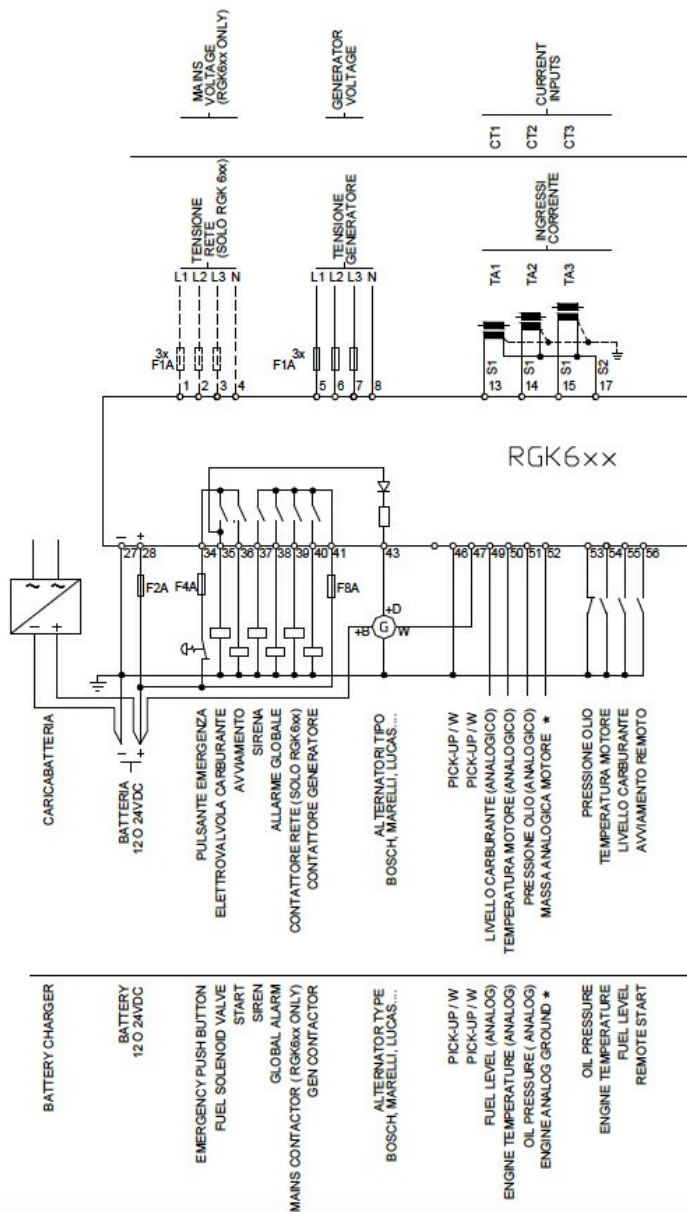 MAINS
VOLTAGE
(RGK6xx ONLY)
GENERATOR
VOLTAGE
CURRENT
INPUTS
CT1
CT2
CT3
TENSIONE
RETE
(SOLO RGK 6xx)
TENSIONE
GENERATORE
INGRESSI
CORRENTE
TA1
TA2
TA3
L1 L2 L3 N
L1 L2 L3 N
3x
F1A
3x
F1A
S1
S1
S1
S2
1 2 3 4
5 6 7 8
13 14 15 17
RGK6xx
− +
27 28
34 35 36 37 38 39 40 41
43
46 47 49 50 51 52
53 54 55 56
F2A
F4A
F8A
+D
+B
G
W
~ ~
− +
− +
CARICABATTERIA
BATTERIA
12 O 24VDC
PULSANTE EMERGENZA
ELETTROVALVOLA CARBURANTE
AVVIAMENTO
SIRENA
ALLARME GLOBALE
CONTATTORE RETE (SOLO RGK6xx)
CONTATTORE GENERATORE
ALTERNATORI TIPO
BOSCH, MARELLI, LUCAS....
PICK-UP / W
PICK-UP / W
LIVELLO CARBURANTE (ANALOGICO)
TEMPERATURA MOTORE (ANALOGICO)
PRESSIONE OLIO (ANALOGICO)
MASSA ANALOGICA MOTORE *
PRESSIONE OLIO
TEMPERATURA MOTORE
LIVELLO CARBURANTE
AVVIAMENTO REMOTO
BATTERY CHARGER
BATTERY
12 O 24VDC
EMERGENCY PUSH BUTTON
FUEL SOLENOID VALVE
START
SIREN
GLOBAL ALARM
MAINS CONTACTOR ( RGK6xx ONLY)
GEN CONTACTOR
ALTERNATOR TYPE
BOSCH, MARELLI, LUCAS....
PICK-UP / W
PICK-UP / W
FUEL LEVEL (ANALOG)
ENGINE TEMPERATURE (ANALOG)
OIL PRESSURE ( ANALOG)
ENGINE ANALOG GROUND *
OIL PRESSURE
ENGINE TEMPERATURE
FUEL LEVEL
REMOTE START